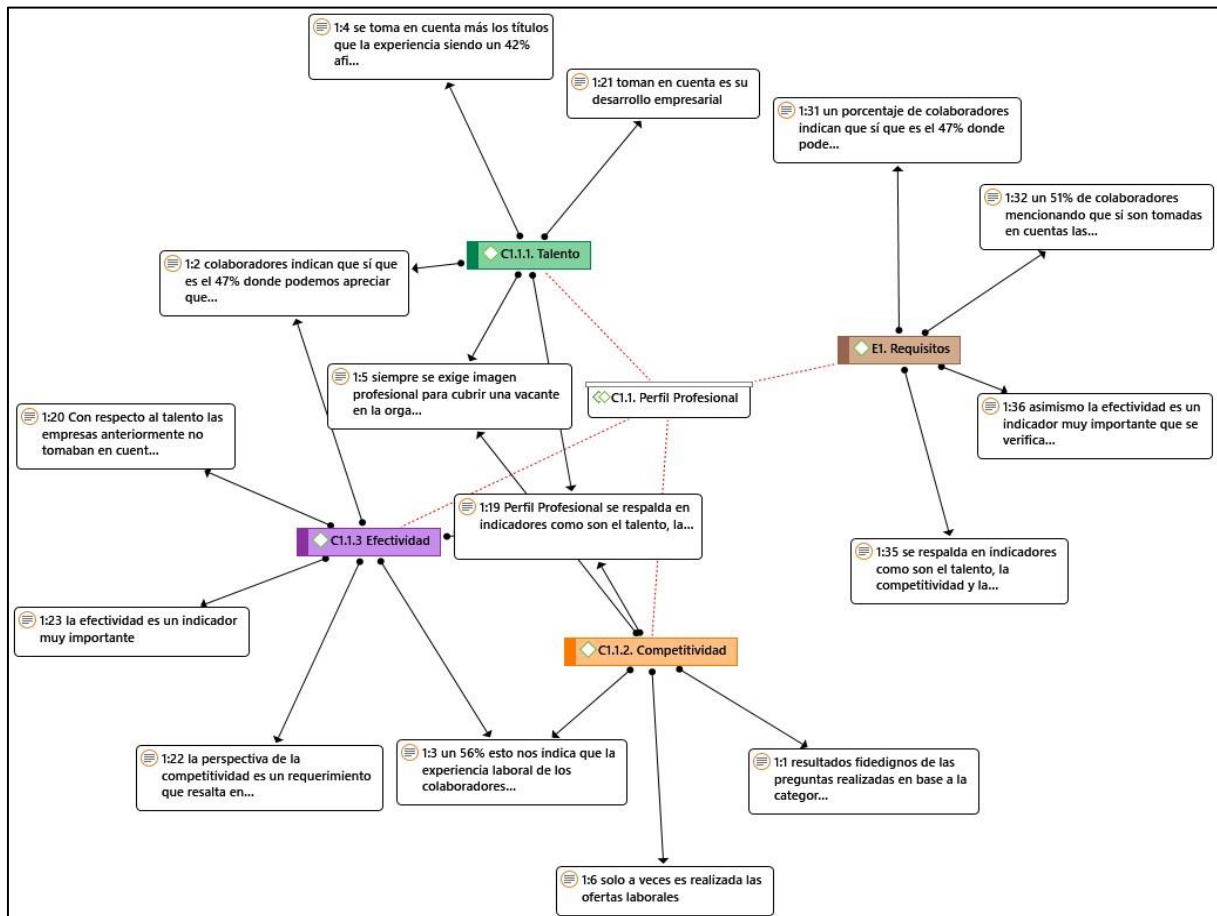 1:4 se toma en cuenta más los títulos
que la experiencia siendo un 42%
afi...
1:21 toman en cuenta es su
desarrollo empresarial
1:31 un porcentaje de colaboradores
indican que sí que es el 47% donde
pode...
1:32 un 51% de colaboradores
mencionando que si son tomadas
en cuentas las...
C1.1.1. Talento
1:2 colaboradores indican que sí que
es el 47% donde podemos apreciar
que...
E1. Requisitos
1:5 siempre se exige imagen
profesional para cubrir una vacante
en la orga...
C1.1. Perfil Profesional
1:36 asimismo la efectividad es un
indicador muy importante que se
verifica...
1:20 Con respecto al talento las
empresas anteriormente no
tomaban en cuent...
1:19 Perfil Profesional se respalda en
indicadores como son el talento, la...
C1.1.3 Efectividad
1:35 se respalda en indicadores
como son el talento, la
competitividad y la...
1:23 la efectividad es un indicador
muy importante
C1.1.2. Competitividad
1:22 la perspectiva de la
competitividad es un requerimiento
que resalta en...
1:3 un 56% esto nos indica que la
experiencia laboral de los
colaboradores...
1:1 resultados fidedignos de las
preguntas realizadas en base a la
categor...
1:6 solo a veces es realizada las
ofertas laborales